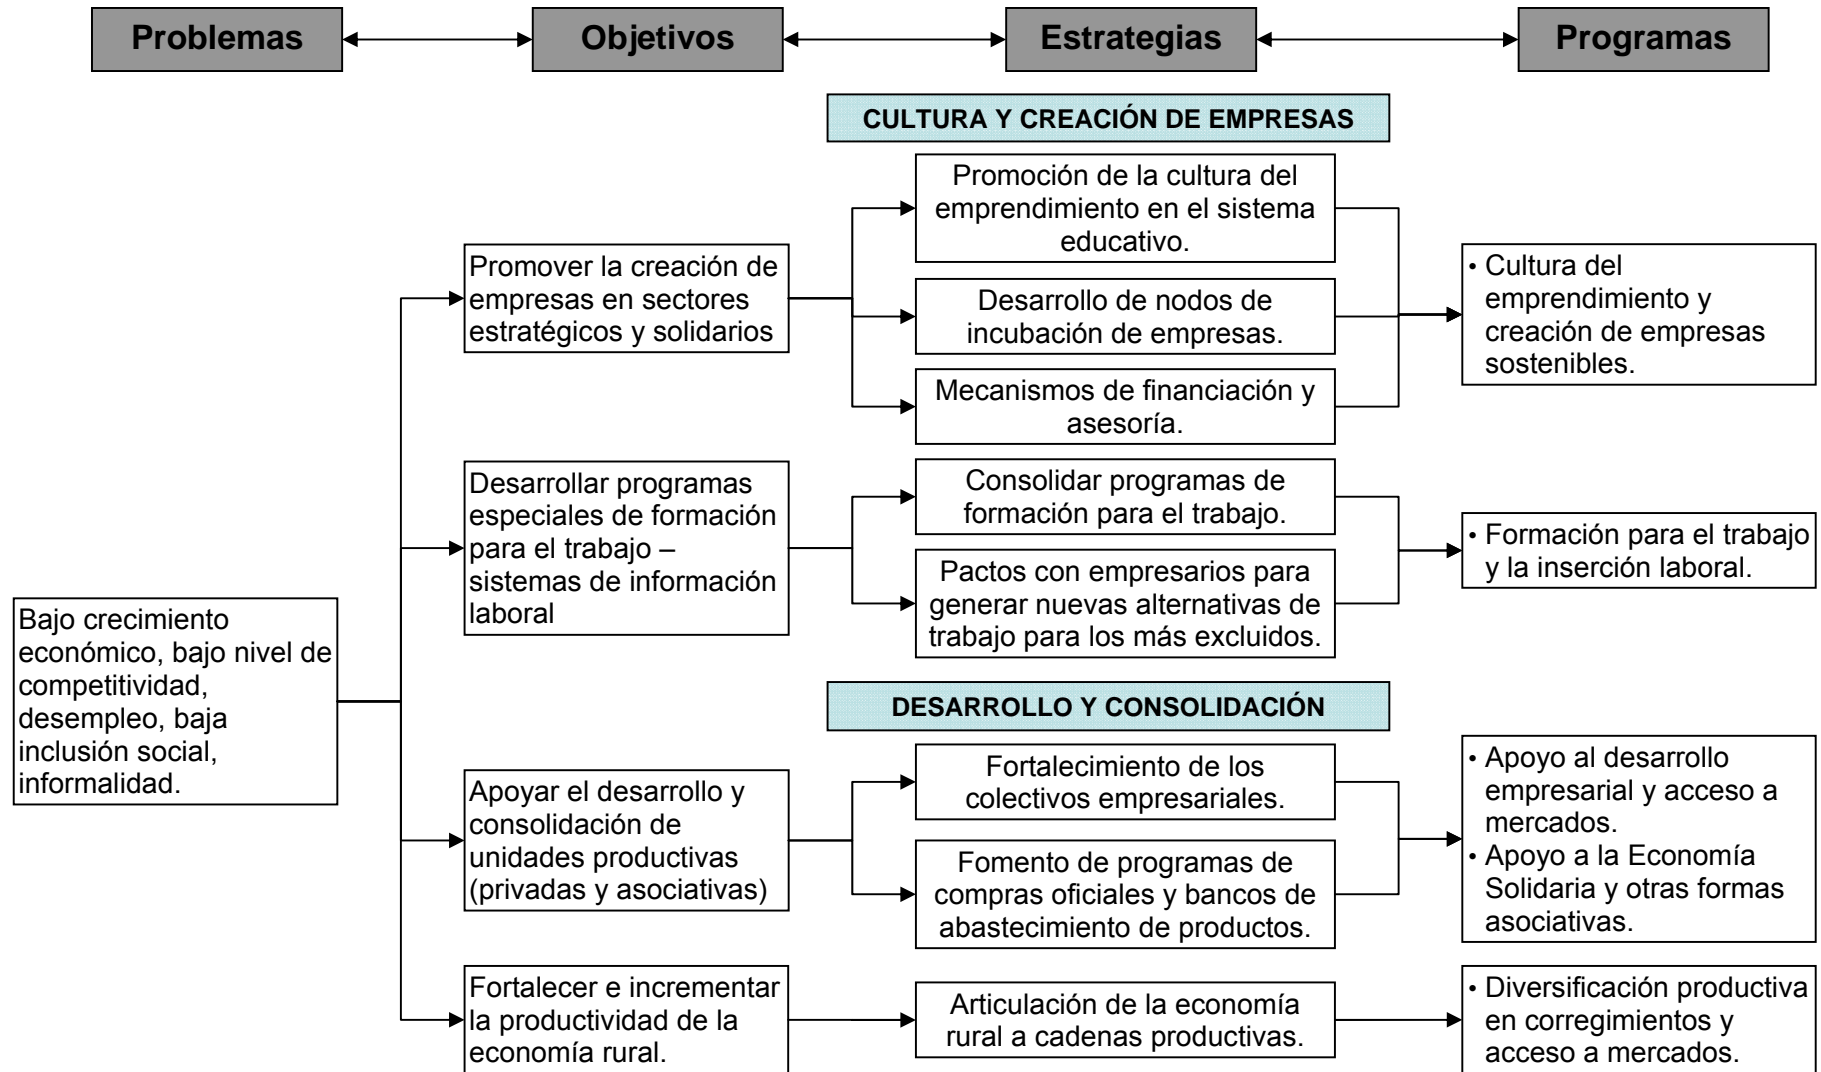 Problemas
Objetivos
Estrategias
Programas
CULTURA Y CREACIÓN DE EMPRESAS
Promoción de la cultura del
emprendimiento en el sistema
educativo.
Promover la creación de
empresas en sectores
estratégicos y solidarios
Desarrollo de nodos de
incubación de empresas.
Mecanismos de financiación y
asesoría.
• Cultura del
emprendimiento y
creación de empresas
sostenibles.
Desarrollar programas
especiales de formación
para el trabajo –
sistemas de información
laboral
Consolidar programas de
formación para el trabajo.
Pactos con empresarios para
generar nuevas alternativas de
trabajo para los más excluidos.
• Formación para el trabajo
y la inserción laboral.
Bajo crecimiento
económico, bajo nivel de
competitividad,
desempleo, baja
inclusión social,
informalidad.
DESARROLLO Y CONSOLIDACIÓN
Apoyar el desarrollo y
consolidación de
unidades productivas
(privadas y asociativas)
Fortalecimiento de los
colectivos empresariales.
Fomento de programas de
compras oficiales y bancos de
abastecimiento de productos.
• Apoyo al desarrollo
empresarial y acceso a
mercados.
• Apoyo a la Economía
Solidaria y otras formas
asociativas.
Fortalecer e incrementar
la productividad de la
economía rural.
Articulación de la economía
rural a cadenas productivas.
• Diversificación productiva
en corregimientos y
acceso a mercados.